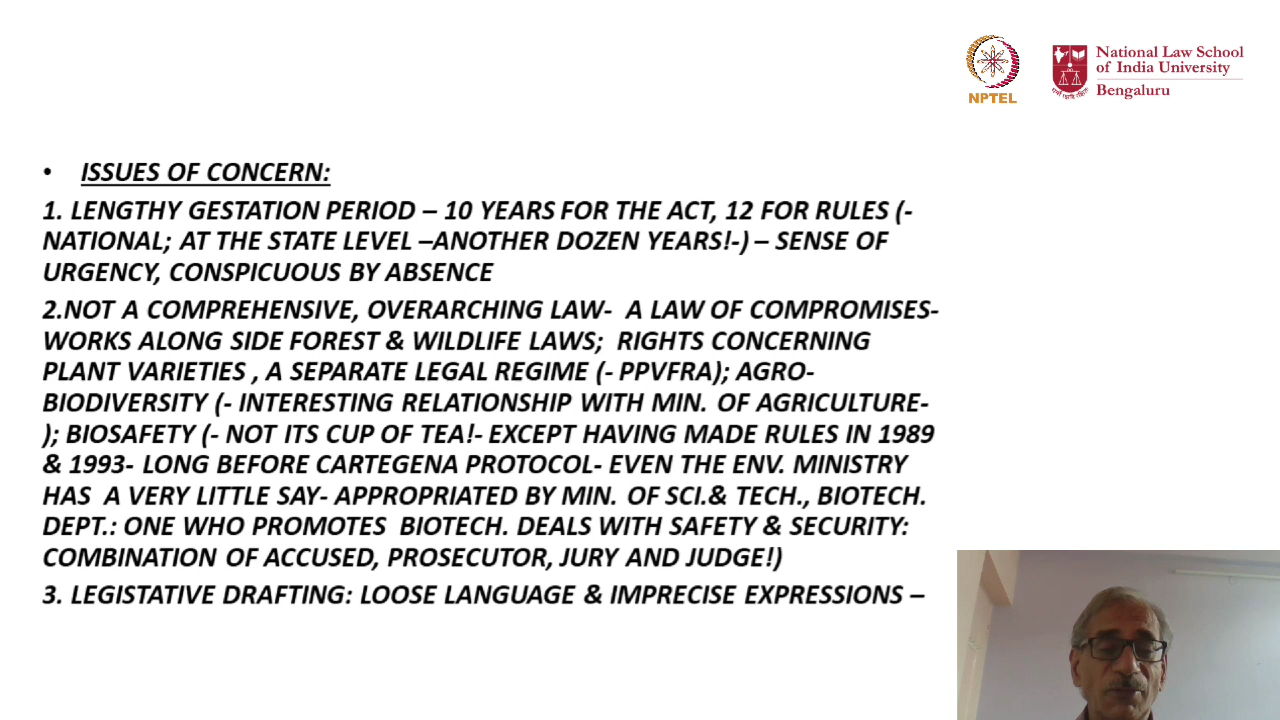 NPTEL
National Law School
of India University
Bengaluru
• ISSUES OF CONCERN:
1. LENGTHY GESTATION PERIOD – 10 YEARS FOR THE ACT, 12 FOR RULES (-
NATIONAL; AT THE STATE LEVEL –ANOTHER DOZEN YEARS!-) – SENSE OF
URGENCY, CONSPICUOUS BY ABSENCE
2.NOT A COMPREHENSIVE, OVERARCHING LAW- A LAW OF COMPROMISES-
WORKS ALONG SIDE FOREST & WILDLIFE LAWS; RIGHTS CONCERNING
PLANT VARIETIES , A SEPARATE LEGAL REGIME (- PPVFRA); AGRO-
BIODIVERSITY (- INTERESTING RELATIONSHIP WITH MIN. OF AGRICULTURE-
); BIOSAFETY (- NOT ITS CUP OF TEA!- EXCEPT HAVING MADE RULES IN 1989
& 1993- LONG BEFORE CARTEGENA PROTOCOL- EVEN THE ENV. MINISTRY
HAS A VERY LITTLE SAY- APPROPRIATED BY MIN. OF SCI.& TECH., BIOTECH.
DEPT.: ONE WHO PROMOTES BIOTECH. DEALS WITH SAFETY & SECURITY:
COMBINATION OF ACCUSED, PROSECUTOR, JURY AND JUDGE!)
3. LEGISTATIVE DRAFTING: LOOSE LANGUAGE & IMPRECISE EXPRESSIONS –